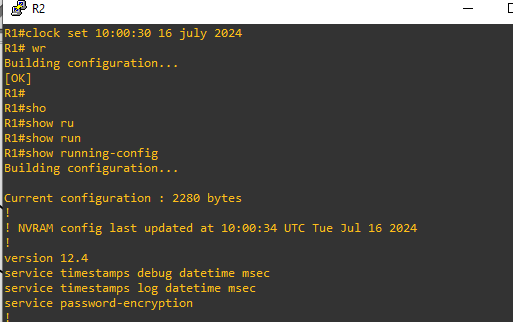 R2
R1#clock set 10:00:30 16 july 2024
R1# wr
Building configuration...
[OK]
R1#
R1#sho
R1#show ru
R1#show run
R1#show running-config
Building configuration...
Current configuration : 2280 bytes
!
! NVRAM config last updated at 10:00:34 UTC Tue Jul 16 2024
!
version 12.4
service timestamps debug datetime msec
service timestamps log datetime msec
service password-encryption
!